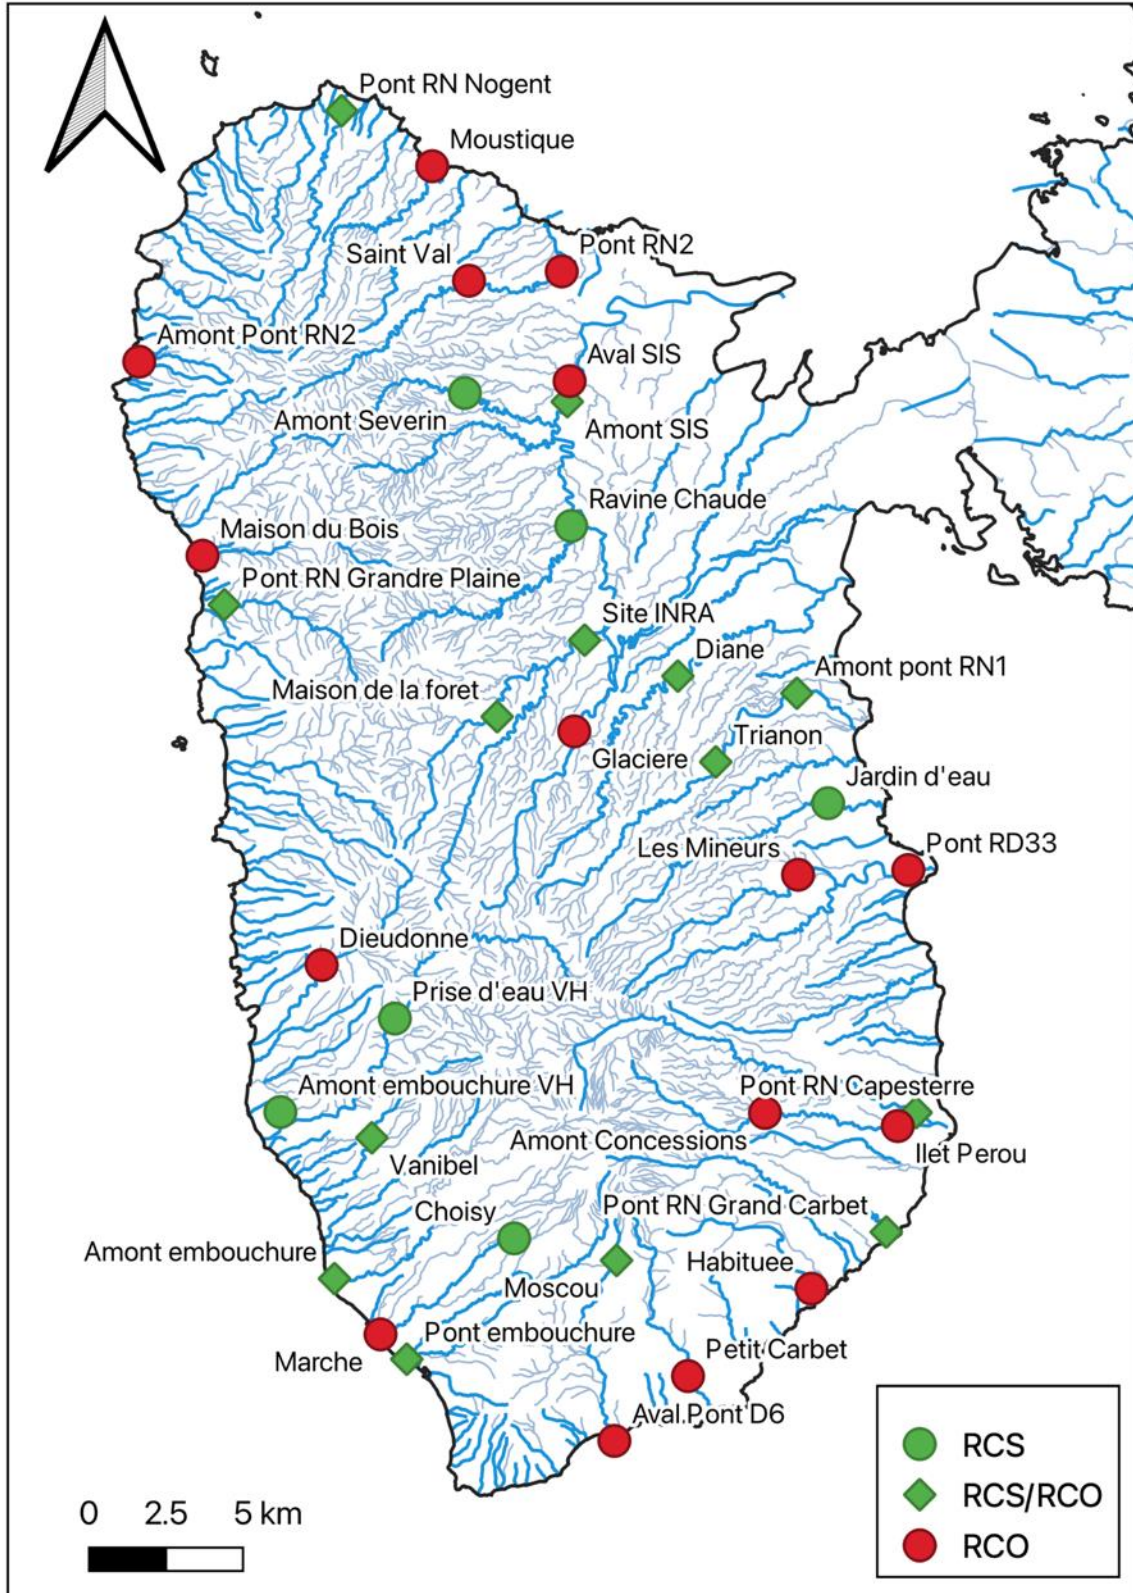 Pont RN Nogent
Moustique
Pont RN2
Saint Val
Amont Pont RN2
Aval SIS
Amont Severin
Amont SIS
Ravine Chaude
Maison du Bois
Pont RN Grandre Plaine
Site INRA
Diane
Amont pont RN1
Maison de la foret
Trianon
Glaciere
Jardin d'eau
Les Mineurs
Pont RD33
Dieudonne
Prise d'eau VH
Amont embouchure VH
Pont RN Capesterre
Amont Concessions
Ilet Perou
Vanibel
Choisy
Pont RN Grand Carbet
Amont embouchure
Habituee
Moscou
Pont embouchure
Petit Carbet
Marche
Aval Pont D6
RCS
RCS/RCO
RCO
0 2.5 5 km